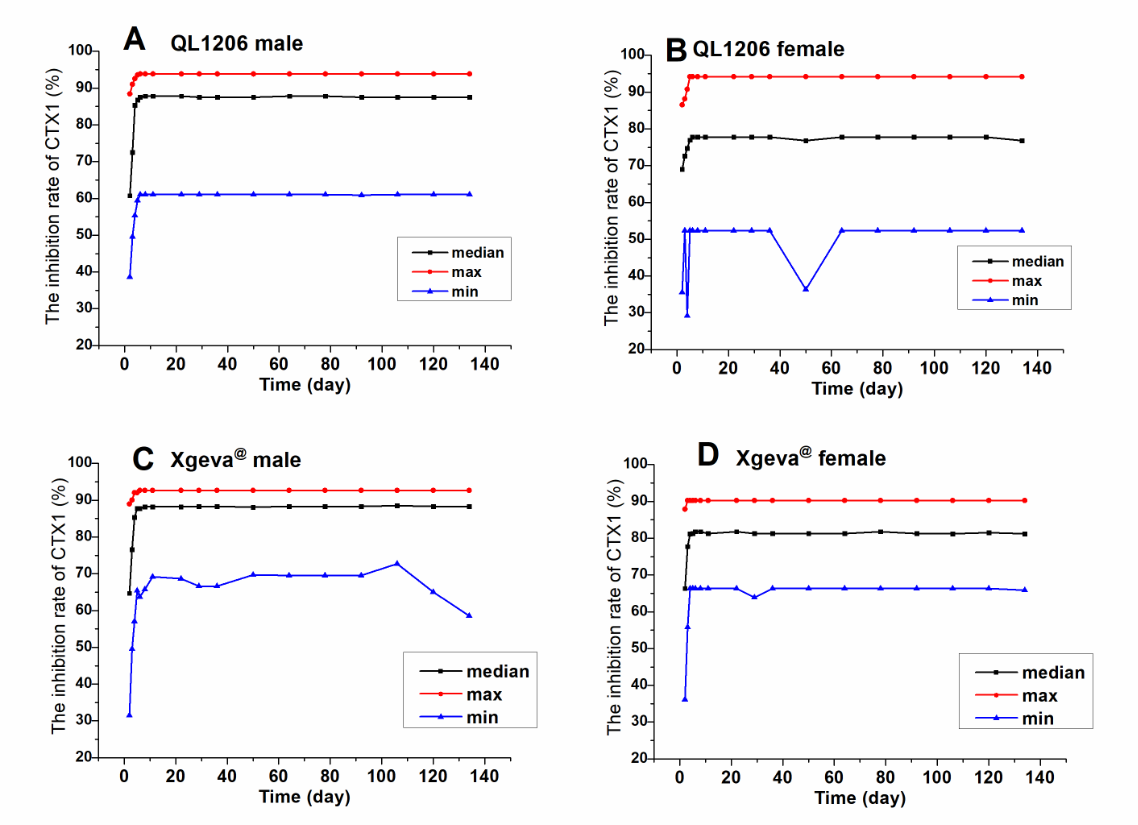 A QL1206 male
The inhibition rate of CTX1 (%)
100
90
80
70
60
50
40
30
20
0 20 40 60 80 100 120 140
Time (day)
median
max
min
B QL1206 female
The inhibition rate of CTX1 (%)
100
90
80
70
60
50
40
30
20
0 20 40 60 80 100 120 140
Time (day)
median
max
min
C Xgeva@ male
The inhibition rate of CTX1 (%)
100
90
80
70
60
50
40
30
20
0 20 40 60 80 100 120 140
Time (day)
median
max
min
D Xgeva@ female
The inhibition rate of CTX1 (%)
100
90
80
70
60
50
40
30
20
0 20 40 60 80 100 120 140
Time (day)
median
max
min